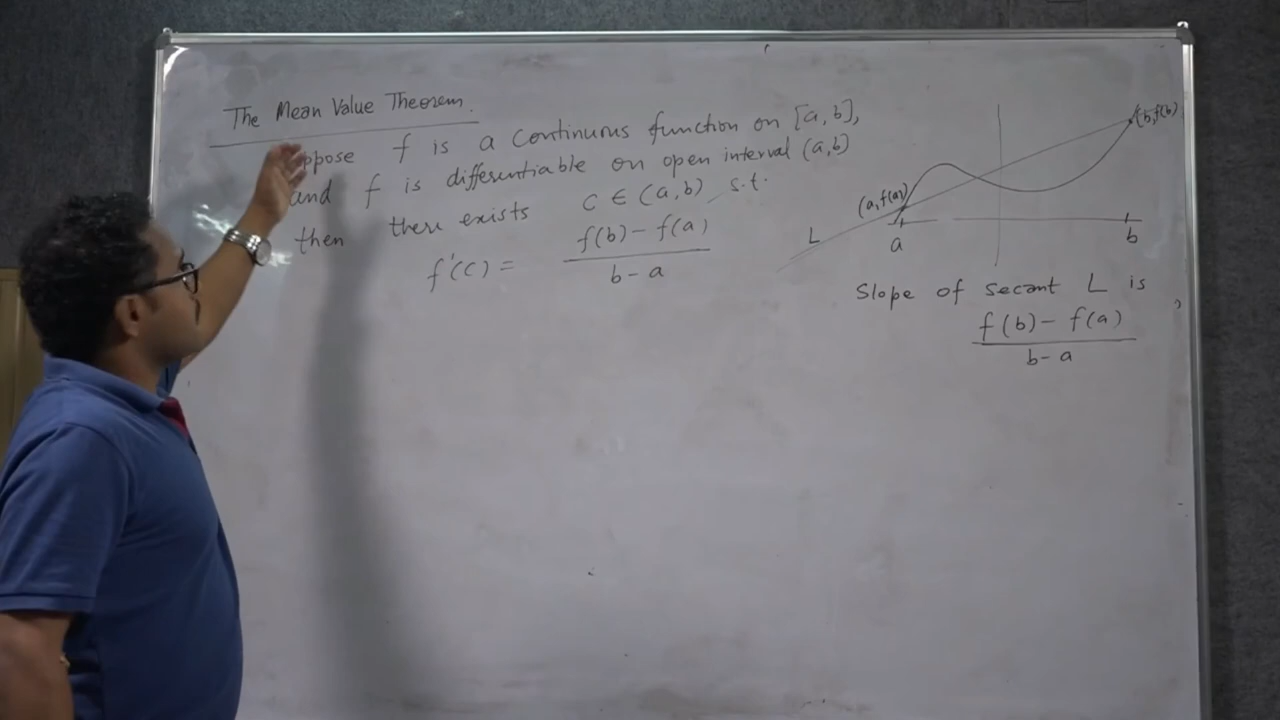 The Mean Value Theorem.
f is a continuous function on [a, b],
and f is differentiable on open interval (a, b)
then there exists c ∈ (a, b) s.t.
f'(c) = f(b) - f(a) / b - a
(b, f(b))
(a, f(a))
L
a
b
Slope of secant L is
f(b) - f(a) / b - a